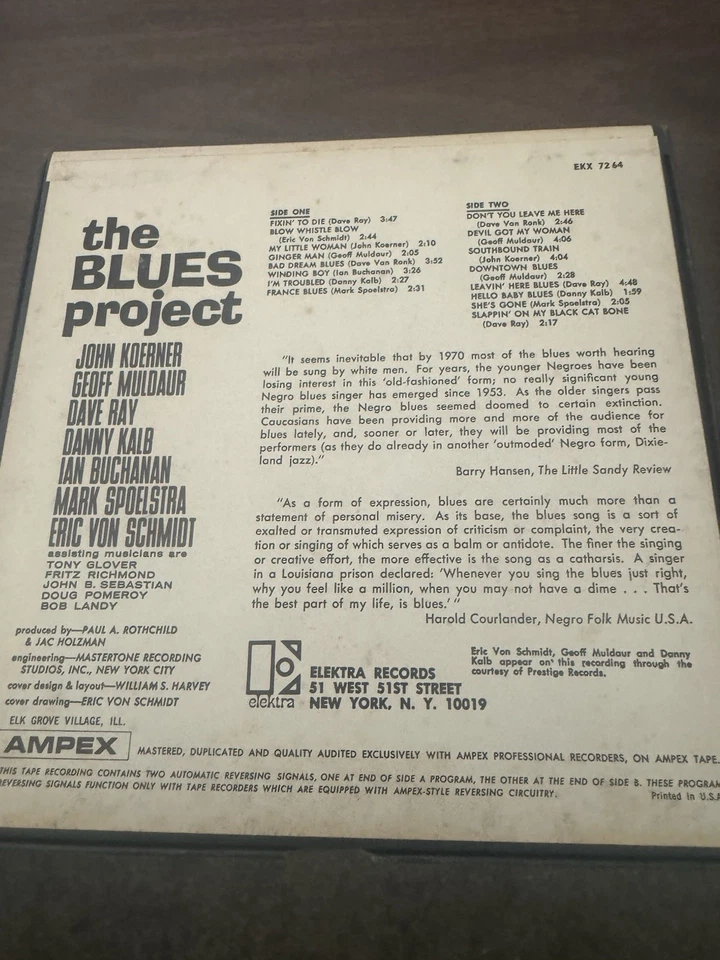 EKX 7264
the
BLUES
project
SIDE ONE
FIXIN' TO DIE (Dave Ray) 3:47
BLOW WHISTLE BLOW
(Eric Von Schmidt) 2:44
MY LITTLE WOMAN (John Koerner) 2:10
GINGER MAN (Geoff Muldaur) 2:05
BAD DREAM BLUES (Dave Van Ronk) 3:52
WINDING BOY (Ian Buchanan) 3:26
I'M TROUBLED (Danny Kalb) 2:27
FRANCE BLUES (Mark Spoelstra) 2:31
SIDE TWO
DON'T YOU LEAVE ME HERE
(Dave Van Ronk) 2:46
DEVIL GOT MY WOMAN
(Geoff Muldaur) 4:06
SOUTHBOUND TRAIN
(John Koerner) 4:04
DOWNTOWN BLUES
(Geoff Muldaur) 2:28
LEAVIN' HERE BLUES (Dave Ray) 4:48
HELLO BABY BLUES (Danny Kalb) 1:59
SHE'S GONE (Mark Spoelstra) 2:05
SLAPPIN' ON MY BLACK CAT BONE
(Dave Ray) 2:17
JOHN KOERNER
GEOFF MULDAUR
DAVE RAY
DANNY KALB
IAN BUCHANAN
MARK SPOELSTRA
ERIC VON SCHMIDT
assisting musicians are
TONY GLOVER
FRITZ RICHMOND
JOHN B. SEBASTIAN
DOUG POMEROY
BOB LANDY
produced by—PAUL A. ROTHCHILD
& JAC HOLZMAN
engineering—MASTERTONE RECORDING
STUDIOS, INC., NEW YORK CITY
cover design & layout—WILLIAM S. HARVEY
cover drawing—ERIC VON SCHMIDT
"It seems inevitable that by 1970 most of the blues worth hearing
will be sung by white men. For years, the younger Negroes have been
losing interest in this 'old-fashioned' form; no really significant young
Negro blues singer has emerged since 1953. As the older singers pass
their prime, the Negro blues seemed doomed to certain extinction.
Caucasians have been providing more and more of the audience for
blues lately, and, sooner or later, they will be providing most of the
performers (as they do already in another 'outmoded' Negro form, Dixie-
land jazz)."
Barry Hansen, The Little Sandy Review
"As a form of expression, blues are certainly much more than a
statement of personal misery. As its base, the blues song is a sort of
exalted or transmuted expression of criticism or complaint, the very crea-
tion or singing of which serves as a balm or antidote. The finer the singing
or creative effort, the more effective is the song as a catharsis. A singer
in a Louisiana prison declared: 'Whenever you sing the blues just right,
why you feel like a million, when you may not have a dime . . . That's
the best part of my life, is blues.' "
Harold Courlander, Negro Folk Music U.S.A.
elektra
ELEKTRA RECORDS
51 WEST 51ST STREET
NEW YORK, N. Y. 10019
Eric Von Schmidt, Geoff Muldaur and Danny
Kalb appear on this recording through the
courtesy of Prestige Records.
ELK GROVE VILLAGE, ILL.
AMPEX
MASTERED, DUPLICATED AND QUALITY AUDITED EXCLUSIVELY WITH AMPEX PROFESSIONAL RECORDERS, ON AMPEX TAPE.
THIS TAPE RECORDING CONTAINS TWO AUTOMATIC REVERSING SIGNALS, ONE AT END OF SIDE A PROGRAM, THE OTHER AT THE END OF SIDE B. THESE PROGRAM
REVERSING SIGNALS FUNCTION ONLY WITH TAPE RECORDERS WHICH ARE EQUIPPED WITH AMPEX-STYLE REVERSING CIRCUITRY.
Printed in U.S.A